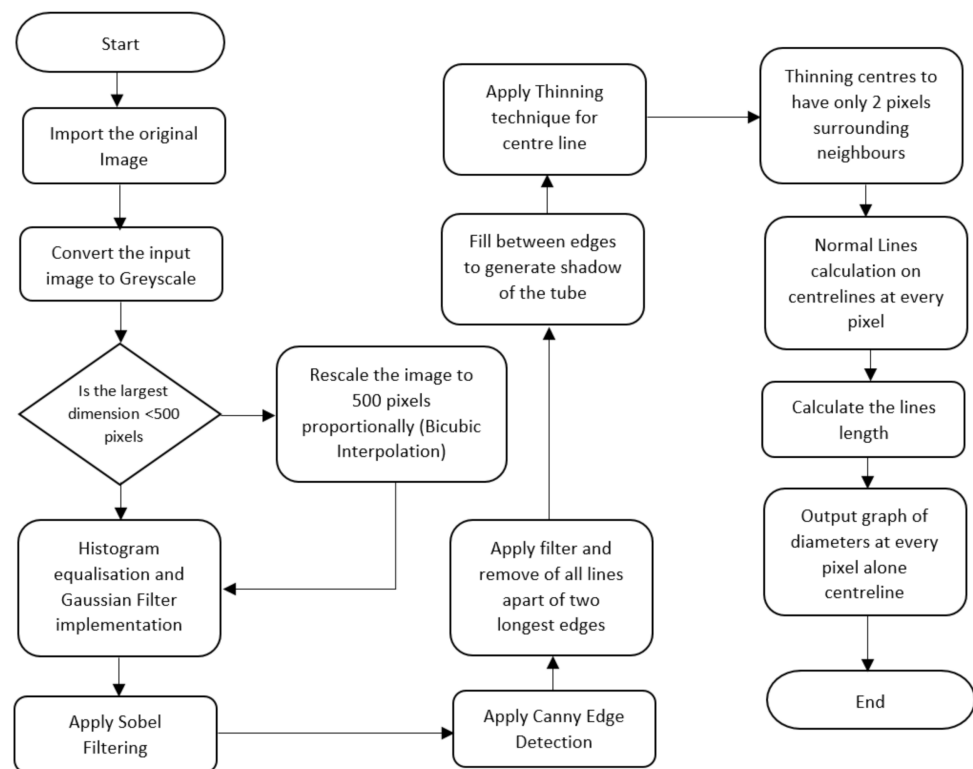 Start
Import the original
Image
Convert the input
image to Greyscale
Is the largest
dimension <500
pixels
Rescale the image to
500 pixels
proportionally (Bicubic
Interpolation)
Histogram
equalisation and
Gaussian Filter
implementation
Apply Sobel
Filtering
Apply Canny Edge
Detection
Apply filter and
remove of all lines
apart of two
longest edges
Fill between edges
to generate shadow
of the tube
Apply Thinning
technique for
centre line
Thinning centres to
have only 2 pixels
surrounding
neighbours
Normal Lines
calculation on
centrelines at every
pixel
Calculate the lines
length
Output graph of
diameters at every
pixel alone
centreline
End